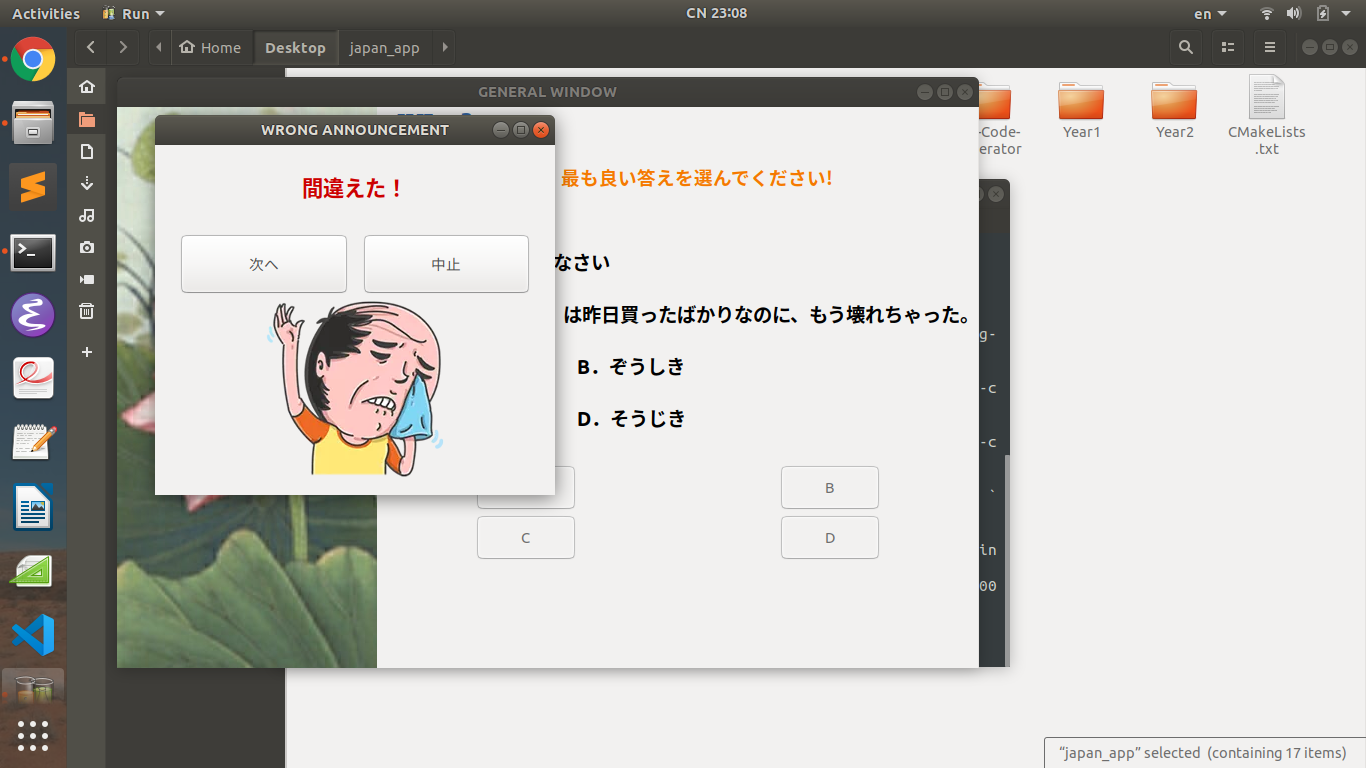 Activities
Run
CN 23:08
en
Home
Desktop
japan_app
GENERAL WINDOW
WRONG ANNOUNCEMENT
間違えた！
次へ
中止
最も良い答えを選んでください!
なさい
は昨日買ったばかりなのに、もう壊れちゃった。
B. ぞうしき
D. そうじき
B
C
D
-Code-
erator
Year1
Year2
CMakeLists
.txt
g-
-c
-c
、
in
00
“japan_app” selected (containing 17 items)